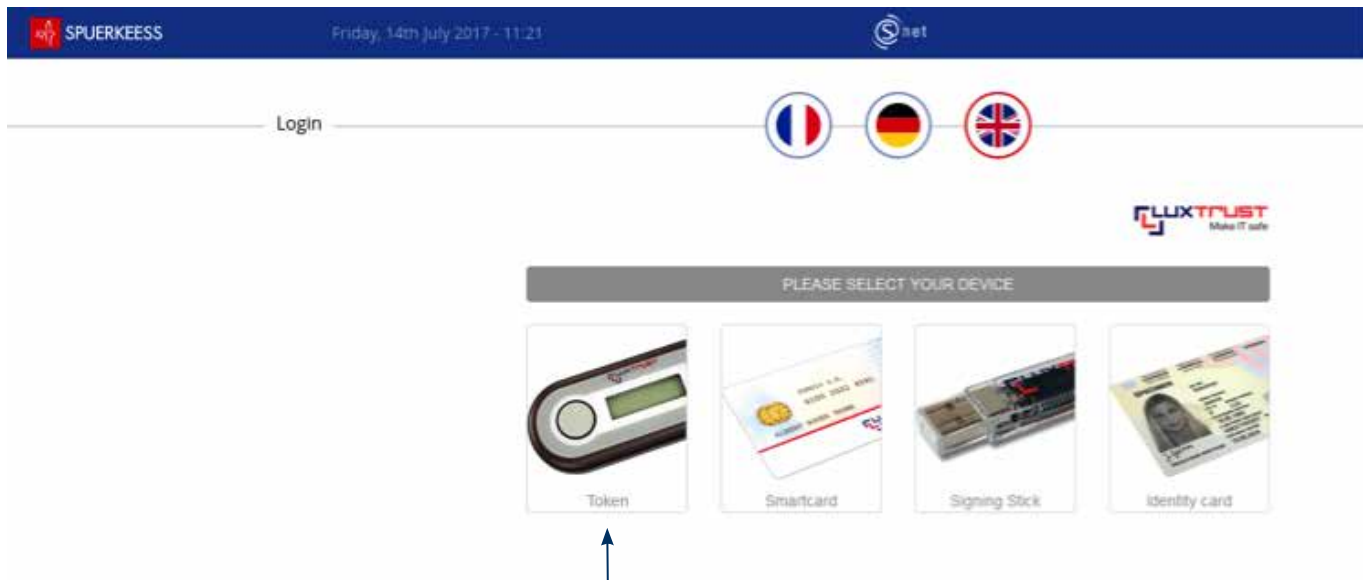 SPUERKEESS
Friday, 14th July 2017 - 11:21
S net
Login
LUXTRUST
Make IT safe
PLEASE SELECT YOUR DEVICE
Token
Smartcard
Signing Stick
Identity card